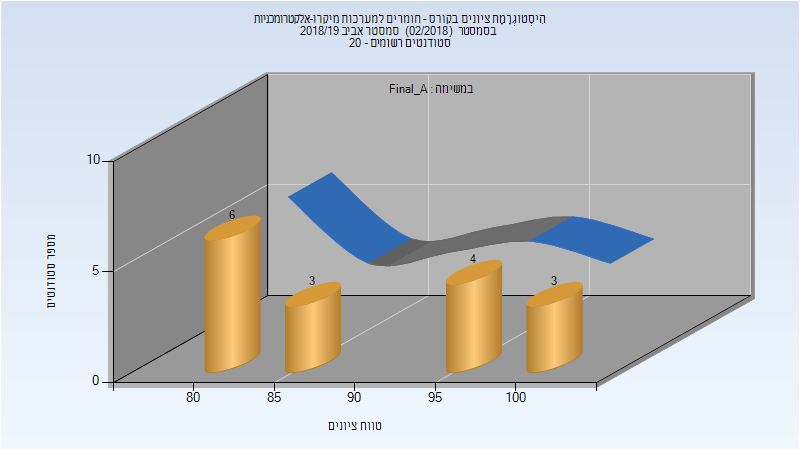 היסטוגרמת ציונים בקורס - חומרים למערכות מיקרו-אלקטרומכניות
בסמסטר (02/2018) סמסטר אביב 2018/19
סטודנטים רשומים - 20
במשימה : Final_A
10
5
0
6
3
4
3
80
85
90
95
100
מספר סטודנטים
טווח ציונים